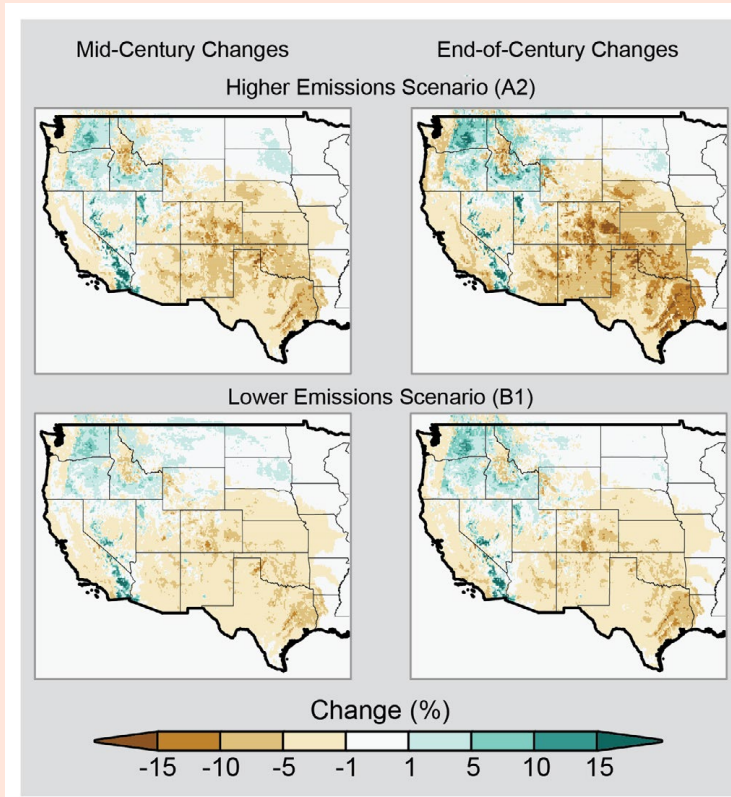 Mid-Century Changes
End-of-Century Changes
Higher Emissions Scenario (A2)
Lower Emissions Scenario (B1)
Change (%)
-15 -10 -5 -1 1 5 10 15